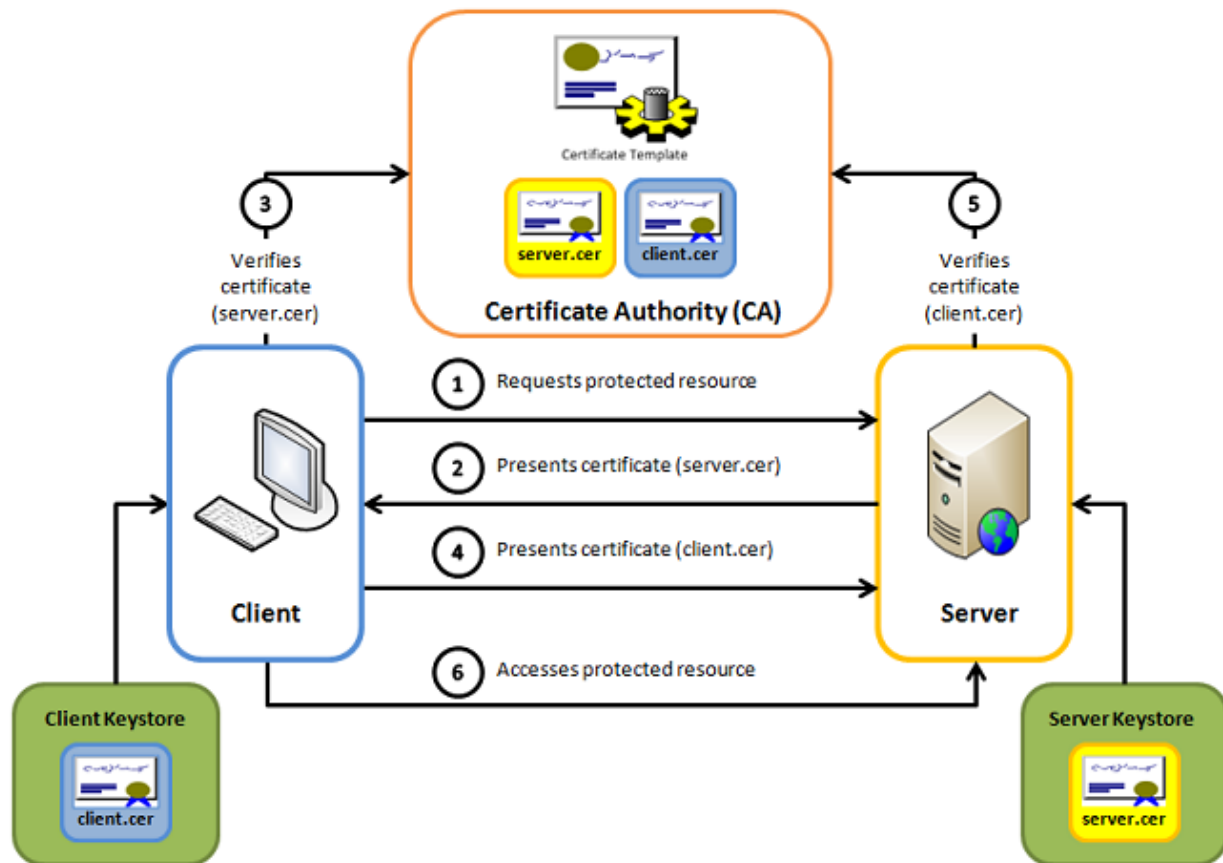 Certificate Template
server.cer
client.cer
Certificate Authority (CA)
3
Verifies
certificate
(server.cer)
5
Verifies
certificate
(client.cer)
1
Requests protected resource
2
Presents certificate (server.cer)
4
Presents certificate (client.cer)
Client
Server
6
Accesses protected resource
Client Keystore
client.cer
Server Keystore
server.cer